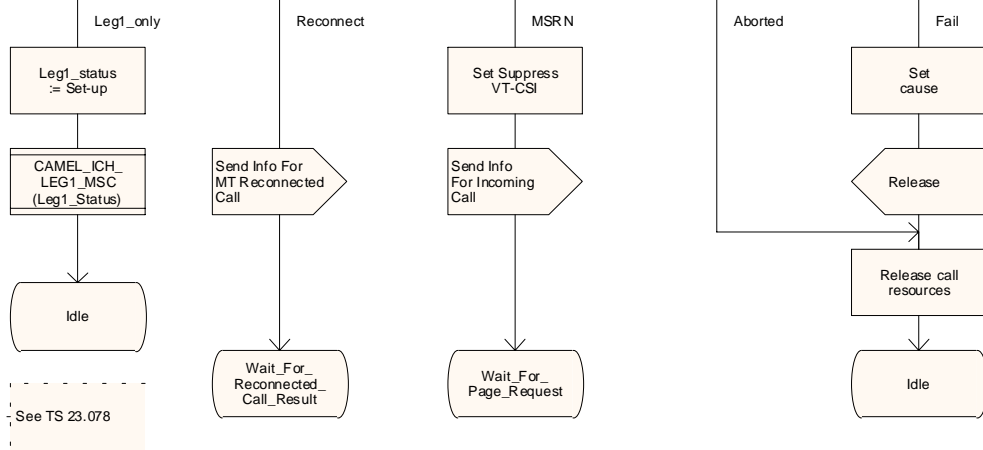 Leg1_only
Reconnect
MSRN
Aborted
Fail
Leg1_status
:= Set-up
Set Suppress
VT-CSI
Set
cause
CAMEL_ICH_
LEG1_MSC
(Leg1_Status)
Send Info For
MT Reconnected
Call
Send Info
For Incoming
Call
Release
Release call
resources
Idle
Wait_For_
Reconnected_
Call_Result
Wait_For_
Page_Request
Idle
See TS 23.078